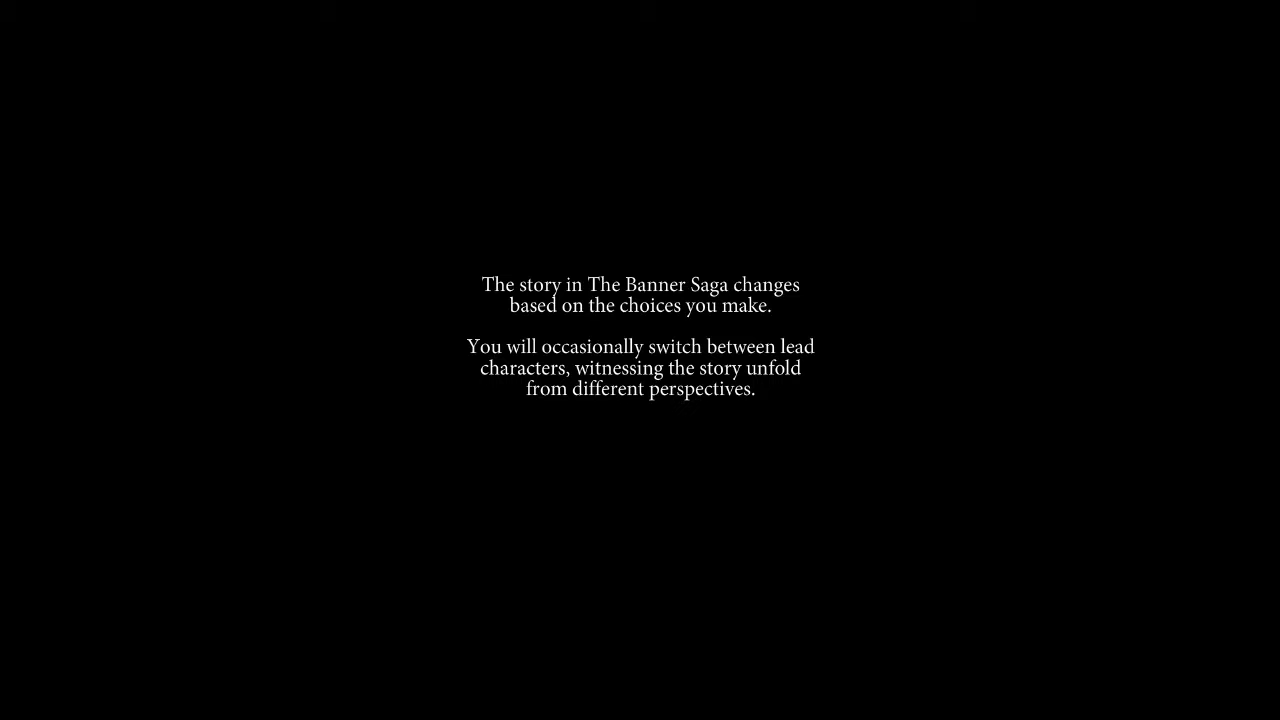 The story in The Banner Saga changes
based on the choices you make.
You will occasionally switch between lead
characters, witnessing the story unfold
from different perspectives.